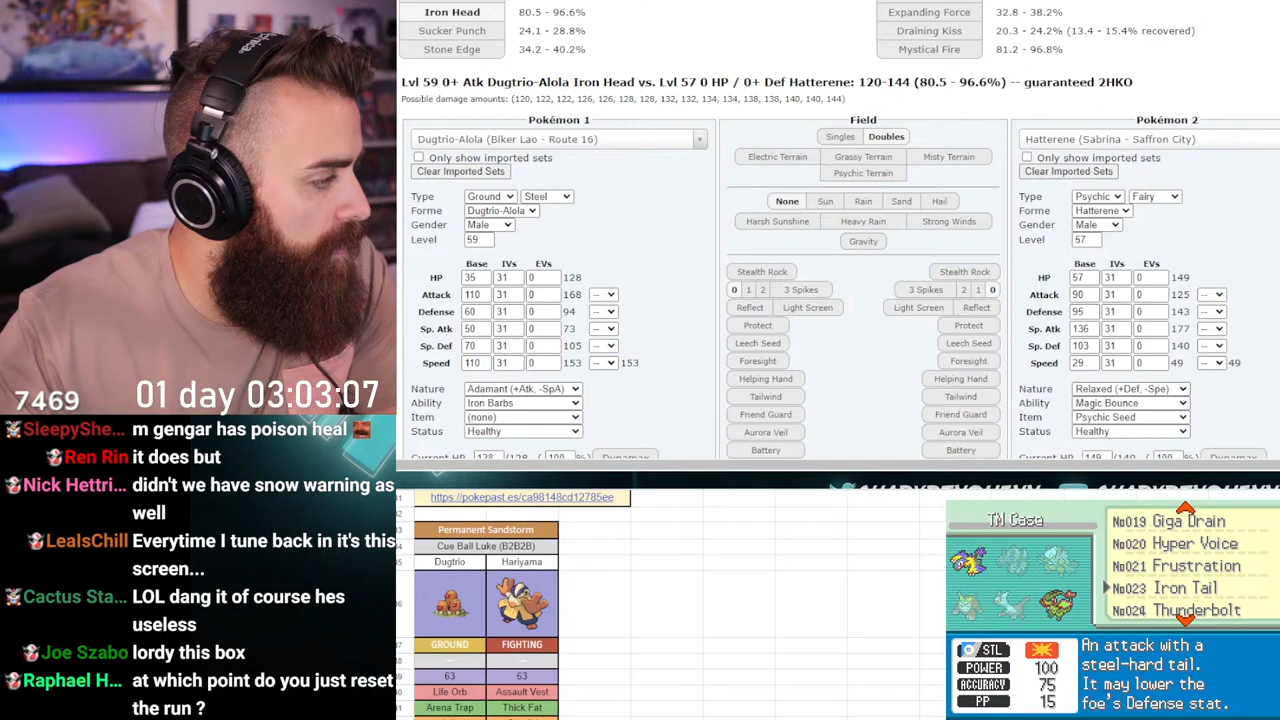 Iron Head 80.5 - 96.6% Expanding Force 32.8 - 38.2%
Sucker Punch 24.1 - 28.8% Draining Kiss 20.3 - 24.2% (13.4 - 15.4% recovered)
Stone Edge 34.2 - 40.2% Mystical Fire 81.2 - 96.8%
Lvl 59 0+ Atk Dugtrio-Alola Iron Head vs. Lvl 57 0 HP / 0+ Def Hatterene: 120-144 (80.5 - 96.6%) -- guaranteed 2HKO
Possible damage amounts: (120, 122, 122, 126, 126, 128, 128, 132, 132, 134, 134, 138, 138, 140, 140, 144)
Pokémon 1
Dugtrio-Alola (Biker Lao - Route 16)
Only show imported sets
Clear Imported Sets
Type Ground Steel
Forme Dugtrio-Alola
Gender Male
Level 59
Base IVs EVs
HP 35 31 0 128
Attack 110 31 0 168 --
Defense 60 31 0 94 --
Sp. Atk 50 31 0 73 --
Sp. Def 70 31 0 105 --
Speed 110 31 0 153 -- 153
Nature Adamant (+Atk, -SpA)
Ability Iron Barbs
Item (none)
Status Healthy
Current HP 128 /128 ( 100 % Dynamax
Field
Singles Doubles
Electric Terrain Grassy Terrain Misty Terrain
Psychic Terrain
None Sun Rain Sand Hail
Harsh Sunshine Heavy Rain Strong Winds
Gravity
Stealth Rock Stealth Rock
0 1 2 3 Spikes 3 Spikes 2 1 0
Reflect Light Screen Light Screen Reflect
Protect Protect
Leech Seed Leech Seed
Foresight Foresight
Helping Hand Helping Hand
Tailwind Tailwind
Friend Guard Friend Guard
Aurora Veil Aurora Veil
Battery Battery
Pokémon 2
Hatterene (Sabrina - Saffron City)
Only show imported sets
Clear Imported Sets
Type Psychic Fairy
Forme Hatterene
Gender Male
Level 57
Base IVs EVs
HP 57 31 0 149
Attack 90 31 0 125 --
Defense 95 31 0 143 --
Sp. Atk 136 31 0 177 --
Sp. Def 103 31 0 140 --
Speed 29 31 0 49 -- 49
Nature Relaxed (+Def, -Spe)
Ability Magic Bounce
Item Psychic Seed
Status Healthy
7469 01 day 03:03:07
SleepyShe... m gengar has poison heal
Ren Rin it does but
Nick Hettri... didn't we have snow warning as
well
LeaIsChill Everytime I tune back in it's this
screen...
Cactus Sta... LOL dang it of course hes
useless
Joe Szabo lordy this box
Raphael H... at which point do you just reset
the run ?
https://pokepast.es/ca98148cd12785ee
Permanent Sandstorm
Cue Ball Luke (B2B2B)
Dugtrio Hariyama
GROUND FIGHTING
63 63
Life Orb Assault Vest
Arena Trap Thick Fat
TM Case
No019 Giga Drain
No020 Hyper Voice
No021 Frustration
No023 Iron Tail
No024 Thunderbolt
STL
POWER 100
ACCURACY 75
PP 15
An attack with a
steel-hard tail.
It may lower the
foe's Defense stat.